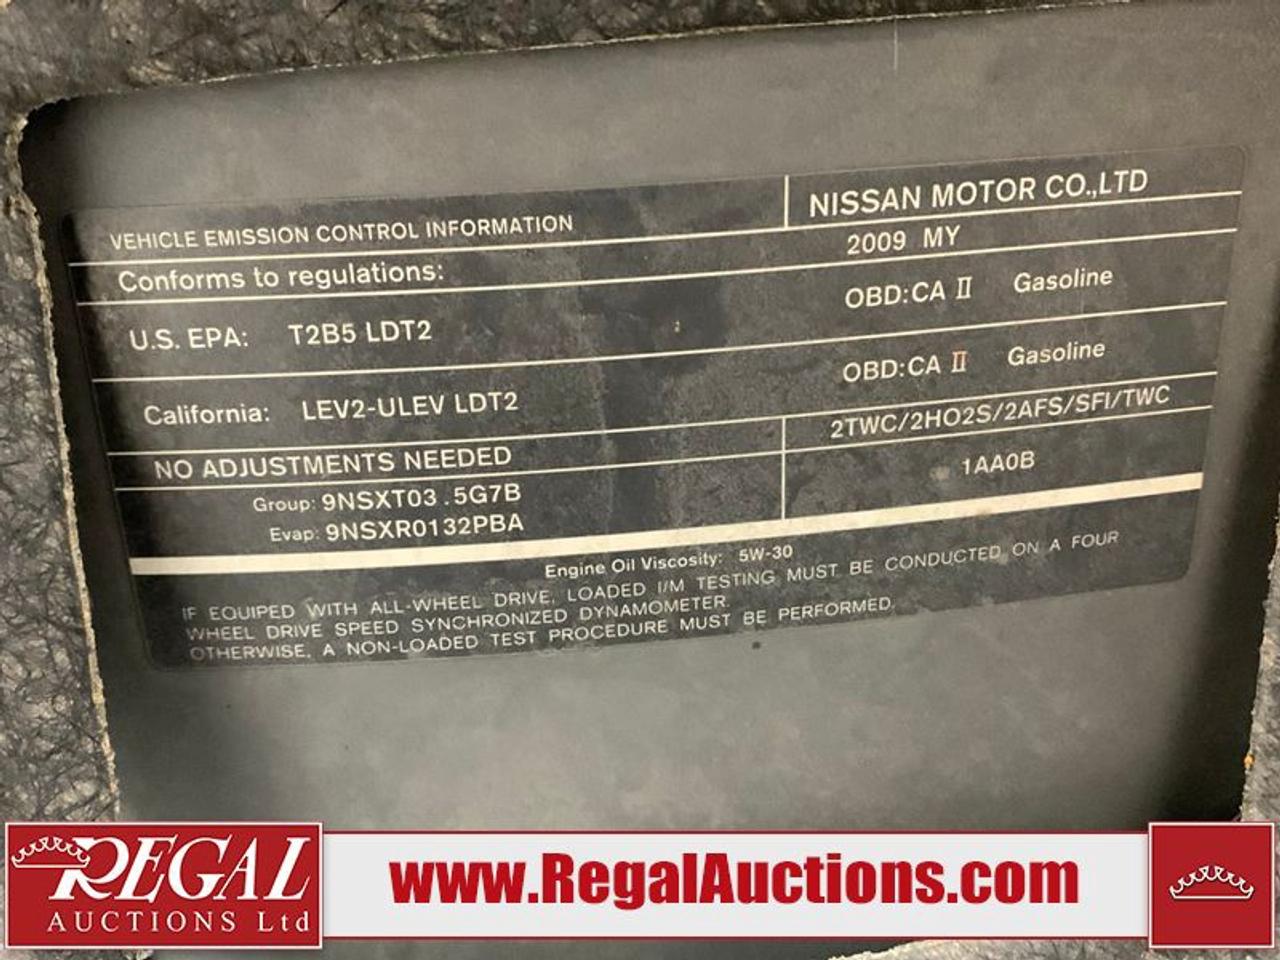 VEHICLE EMISSION CONTROL INFORMATION
NISSAN MOTOR CO.,LTD
Conforms to regulations:
2009 MY
U.S. EPA: T2B5 LDT2
OBD:CA II Gasoline
California: LEV2-ULEV LDT2
OBD:CA II Gasoline
NO ADJUSTMENTS NEEDED
2TWC/2HO2S/2AFS/SFI/TWC
Group: 9NSXT03.5G7B
1AA0B
Evap: 9NSXR0132PBA
Engine Oil Viscosity: 5W-30
IF EQUIPED WITH ALL-WHEEL DRIVE, LOADED I/M TESTING MUST BE CONDUCTED ON A FOUR
WHEEL DRIVE SPEED SYNCHRONIZED DYNAMOMETER.
OTHERWISE, A NON-LOADED TEST PROCEDURE MUST BE PERFORMED.
REGAL
AUCTIONS Ltd
www.RegalAuctions.com